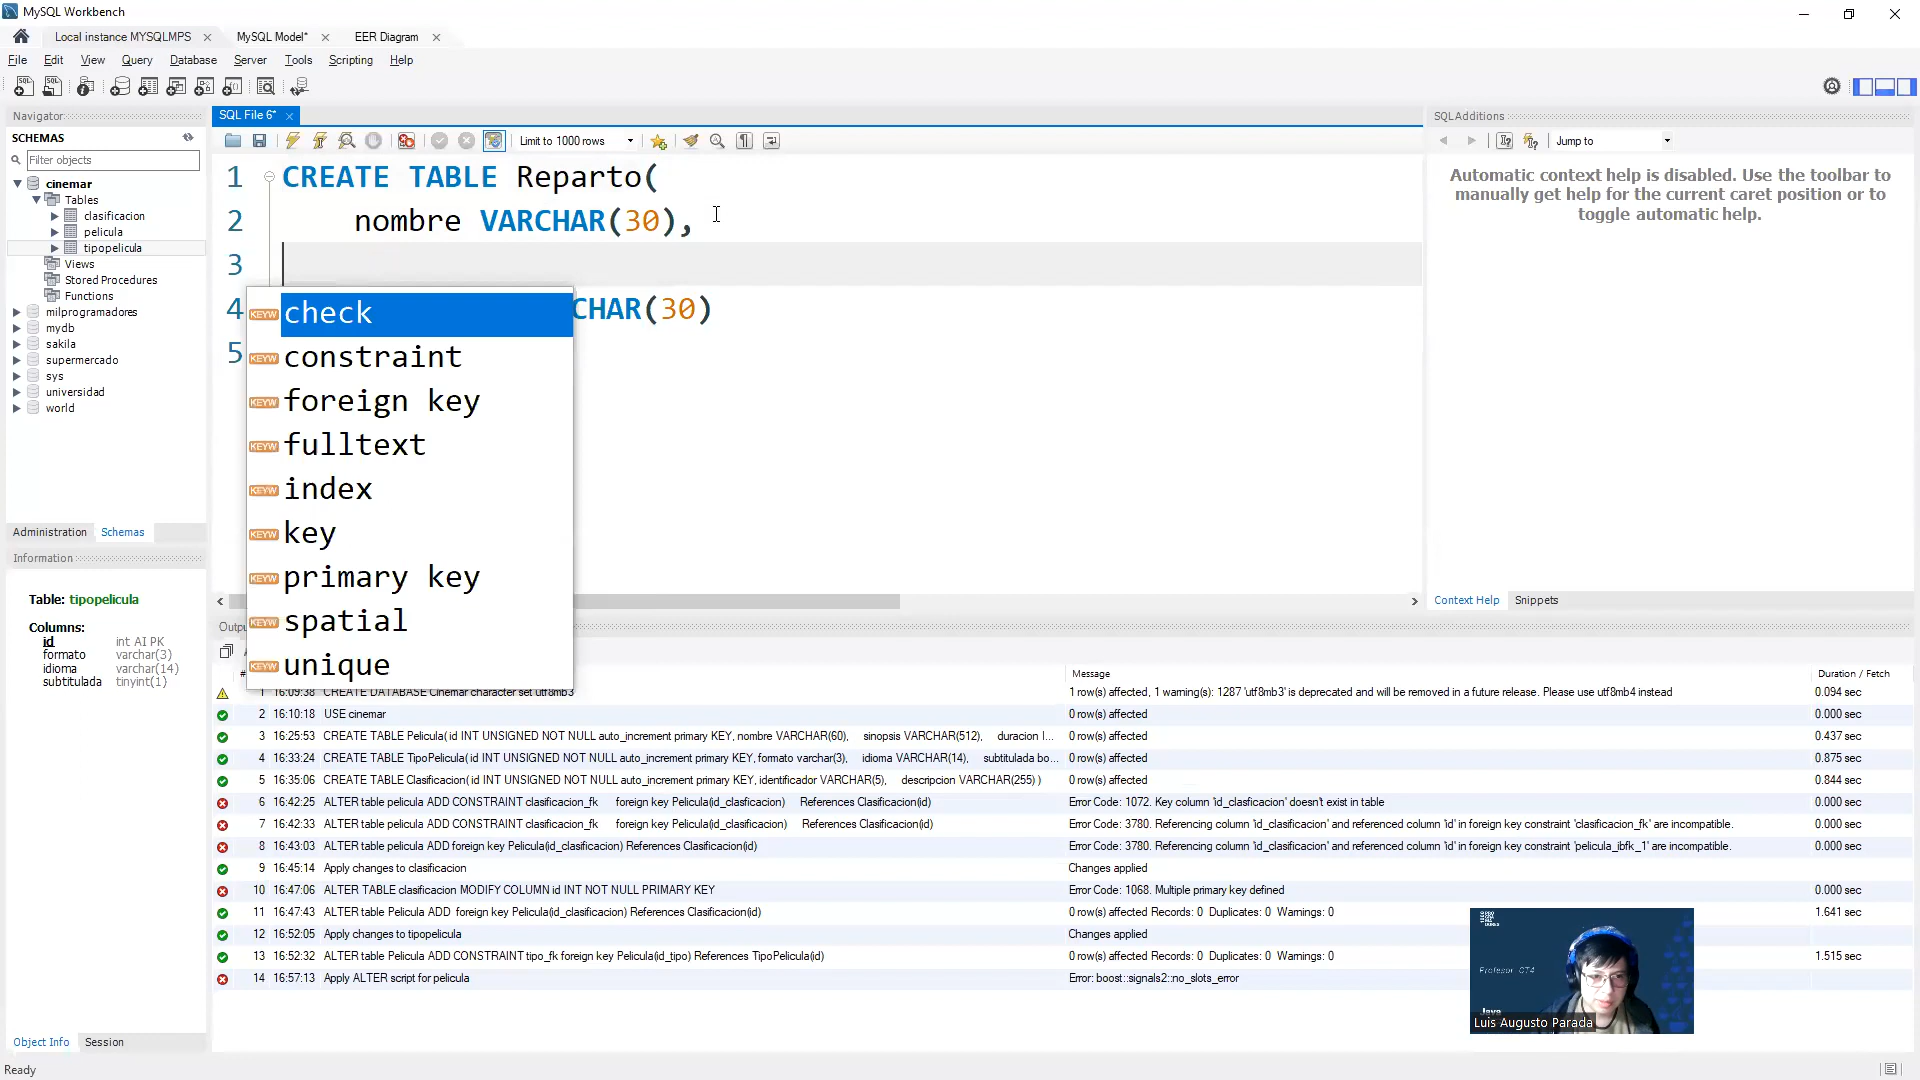 MySQL Workbench
Local instance MYSQLMPS
MySQL Model*
EER Diagram
File Edit View Query Database Server Tools Scripting Help
Navigator
SCHEMAS
Filter objects
cinemar
Tables
clasificacion
pelicula
tipopelicula
Views
Stored Procedures
Functions
milprogramadores
mydb
sakila
supermercado
sys
universidad
world
Administration Schemas
Information
Table: tipopelicula
Columns:
id int AI PK
formato varchar(3)
idioma varchar(14)
subtitulada tinyint(1)
Object Info Session
Ready
SQL File 6*
Limit to 1000 rows
1 CREATE TABLE Reparto(
2 nombre VARCHAR(30),
3
4 CHAR(30)
5
check
constraint
foreign key
fulltext
index
key
primary key
spatial
unique
SQLAdditions
Jump to
Automatic context help is disabled. Use the toolbar to
manually get help for the current caret position or to
toggle automatic help.
Context Help Snippets
Outpu
# Message Duration / Fetch
1 16:09:38 CREATE DATABASE Cinemar character set utf8mb3 1 row(s) affected, 1 warning(s): 1287 'utf8mb3' is deprecated and will be removed in a future release. Please use utf8mb4 instead 0.094 sec
2 16:10:18 USE cinemar 0 row(s) affected 0.000 sec
3 16:25:53 CREATE TABLE Pelicula( id INT UNSIGNED NOT NULL auto_increment primary KEY, nombre VARCHAR(60), sinopsis VARCHAR(512), duracion I... 0 row(s) affected 0.437 sec
4 16:33:24 CREATE TABLE TipoPelicula( id INT UNSIGNED NOT NULL auto_increment primary KEY, formato varchar(3), idioma VARCHAR(14), subtitulada bo... 0 row(s) affected 0.875 sec
5 16:35:06 CREATE TABLE Clasificacion( id INT UNSIGNED NOT NULL auto_increment primary KEY, identificador VARCHAR(5), descripcion VARCHAR(255) ) 0 row(s) affected 0.844 sec
6 16:42:25 ALTER table pelicula ADD CONSTRAINT clasificacion_fk foreign key Pelicula(id_clasficacion) References Clasificacion(id) Error Code: 1072. Key column 'id_clasficacion' doesn't exist in table 0.000 sec
7 16:42:33 ALTER table pelicula ADD CONSTRAINT clasificacion_fk foreign key Pelicula(id_clasificacion) References Clasificacion(id) Error Code: 3780. Referencing column 'id_clasificacion' and referenced column 'id' in foreign key constraint 'clasificacion_fk' are incompatible. 0.000 sec
8 16:43:03 ALTER table pelicula ADD foreign key Pelicula(id_clasificacion) References Clasificacion(id) Error Code: 3780. Referencing column 'id_clasificacion' and referenced column 'id' in foreign key constraint 'pelicula_ibfk_1' are incompatible. 0.000 sec
9 16:45:14 Apply changes to clasificacion Changes applied
10 16:47:06 ALTER TABLE clasificacion MODIFY COLUMN id INT NOT NULL PRIMARY KEY Error Code: 1068. Multiple primary key defined 0.000 sec
11 16:47:43 ALTER table Pelicula ADD foreign key Pelicula(id_clasificacion) References Clasificacion(id) 0 row(s) affected Records: 0 Duplicates: 0 Warnings: 0 1.641 sec
12 16:52:05 Apply changes to tipopelicula Changes applied
13 16:52:32 ALTER table Pelicula ADD CONSTRAINT tipo_fk foreign key Pelicula(id_tipo) References TipoPelicula(id) 0 row(s) affected Records: 0 Duplicates: 0 Warnings: 0 1.515 sec
14 16:57:13 Apply ALTER script for pelicula Error: boost::signals2::no_slots_error
Profesor CT4
Java
Luis Augusto Parada